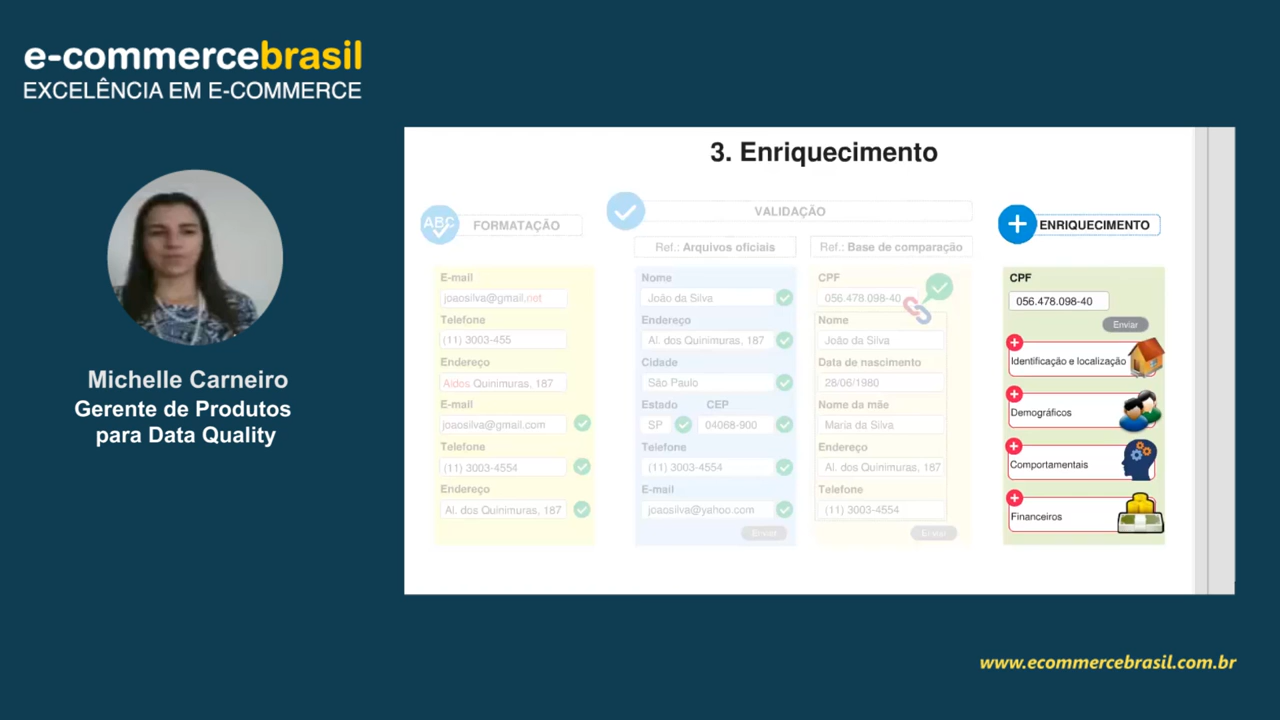 e-commercebrasil
EXCELÊNCIA EM E-COMMERCE
Michelle Carneiro
Gerente de Produtos
para Data Quality
3. Enriquecimento
ABC
FORMATAÇÃO
E-mail
joaosilva@gmail.net
Telefone
(11) 3003-455
Endereço
Aldos Quinimuras, 187
E-mail
joaosilva@gmail.com
Telefone
(11) 3003-4554
Endereço
Al. dos Quinimuras, 187
VALIDAÇÃO
Ref.: Arquivos oficiais
Nome
João da Silva
Endereço
Al. dos Quinimuras, 187
Cidade
São Paulo
Estado CEP
SP 04068-900
Telefone
(11) 3003-4554
E-mail
joaosilva@yahoo.com
Enviar
Ref.: Base de comparação
CPF
056.478.098-40
Nome
João da Silva
Data de nascimento
28/06/1980
Nome da mãe
Maria da Silva
Endereço
Al. dos Quinimuras, 187
Telefone
(11) 3003-4554
Enviar
ENRIQUECIMENTO
CPF
056.478.098-40
Enviar
Identificação e localização
Demográficos
Comportamentais
Financeiros
www.ecommercebrasil.com.br